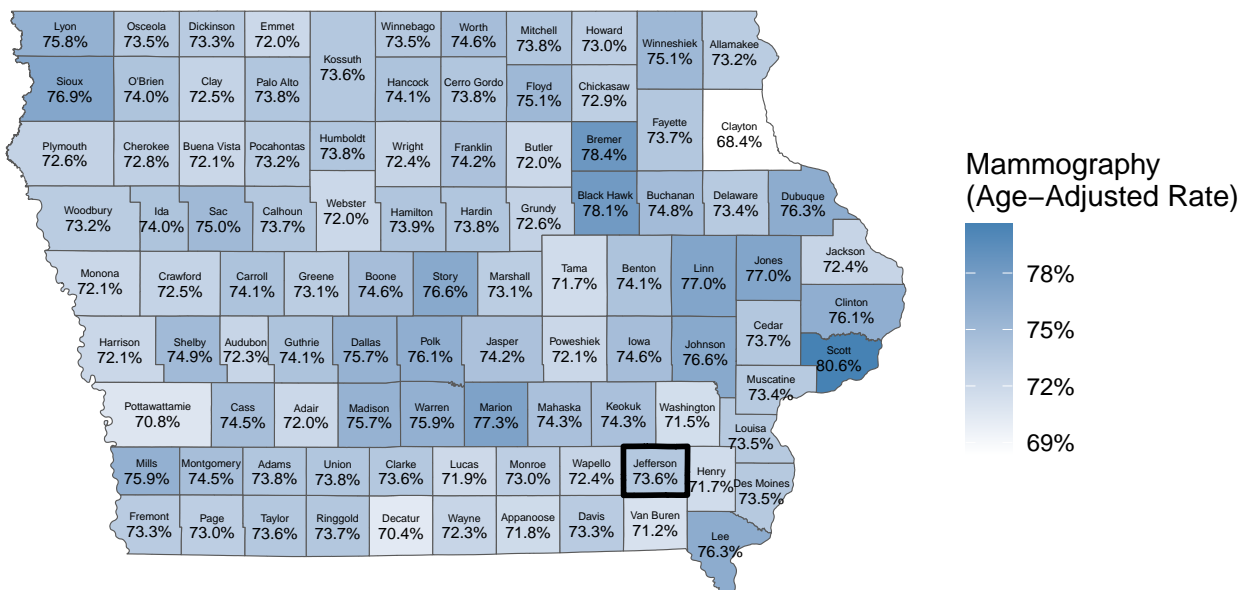 Lyon
75.8%
Osceola
73.5%
Dickinson
73.3%
Emmet
72.0%
Kossuth
73.6%
Winnebago
73.5%
Worth
74.6%
Mitchell
73.8%
Howard
73.0%
Winneshiek
75.1%
Allamakee
73.2%
Sioux
76.9%
O'Brien
74.0%
Clay
72.5%
Palo Alto
73.8%
Hancock
74.1%
Cerro Gordo
73.8%
Floyd
75.1%
Chickasaw
72.9%
Fayette
73.7%
Clayton
68.4%
Plymouth
72.6%
Cherokee
72.8%
Buena Vista
72.1%
Pocahontas
73.2%
Humboldt
73.8%
Wright
72.4%
Franklin
74.2%
Butler
72.0%
Bremer
78.4%
Woodbury
73.2%
Ida
74.0%
Sac
75.0%
Calhoun
73.7%
Webster
72.0%
Hamilton
73.9%
Hardin
73.8%
Grundy
72.6%
Black Hawk
78.1%
Buchanan
74.8%
Delaware
73.4%
Dubuque
76.3%
Monona
72.1%
Crawford
72.5%
Carroll
74.1%
Greene
73.1%
Boone
74.6%
Story
76.6%
Marshall
73.1%
Tama
71.7%
Benton
74.1%
Linn
77.0%
Jones
77.0%
Jackson
72.4%
Clinton
76.1%
Harrison
72.1%
Shelby
74.9%
Audubon
72.3%
Guthrie
74.1%
Dallas
75.7%
Polk
76.1%
Jasper
74.2%
Poweshiek
72.1%
Iowa
74.6%
Johnson
76.6%
Cedar
73.7%
Scott
80.6%
Muscatine
73.4%
Pottawattamie
70.8%
Cass
74.5%
Adair
72.0%
Madison
75.7%
Warren
75.9%
Marion
77.3%
Mahaska
74.3%
Keokuk
74.3%
Washington
71.5%
Louisa
73.5%
Mills
75.9%
Montgomery
74.5%
Adams
73.8%
Union
73.8%
Clarke
73.6%
Lucas
71.9%
Monroe
73.0%
Wapello
72.4%
Jefferson
73.6%
Henry
71.7%
Des Moines
73.5%
Fremont
73.3%
Page
73.0%
Taylor
73.6%
Ringgold
73.7%
Decatur
70.4%
Wayne
72.3%
Appanoose
71.8%
Davis
73.3%
Van Buren
71.2%
Lee
76.3%
Mammography
(Age−Adjusted Rate)
78%
75%
72%
69%